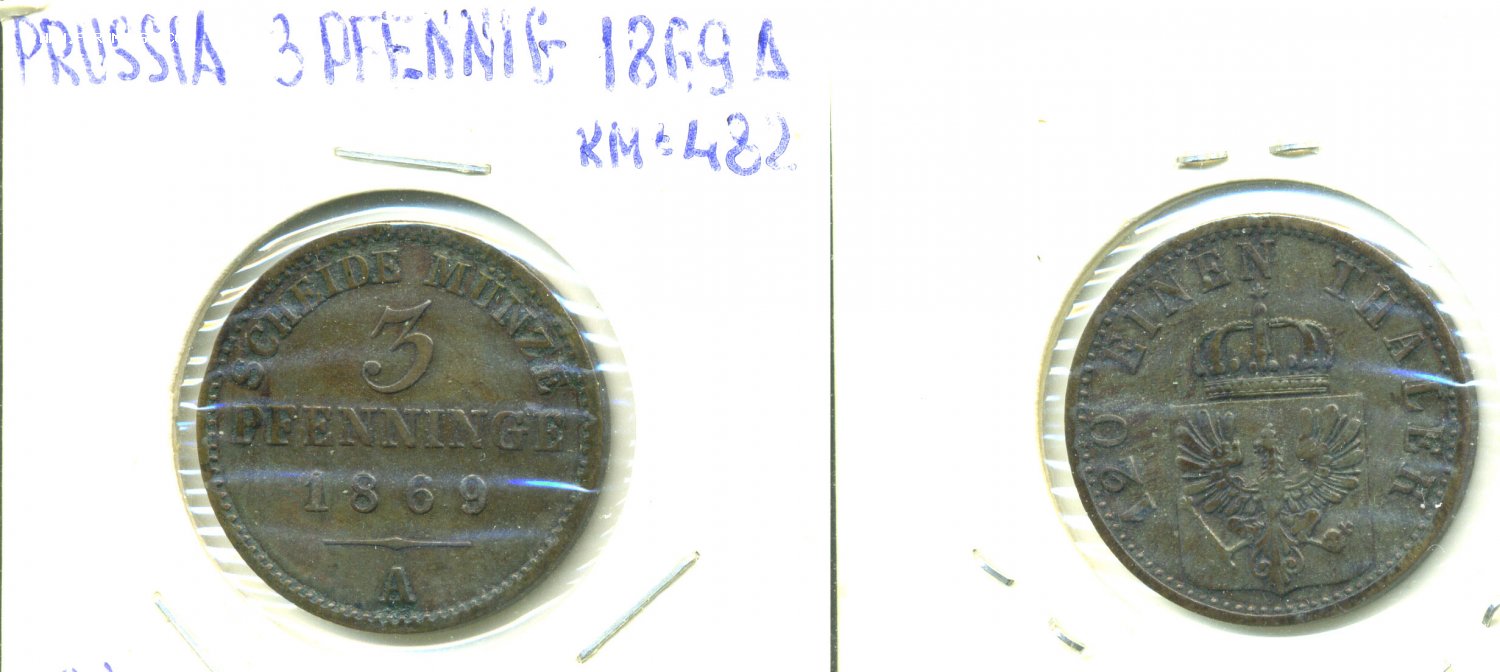 PRUSSIA 3 PFENNIG 1869 A
KM=482
SCHEIDE MÜNZE
3
PFENNINGE
1869
A
120 EINEN THALER